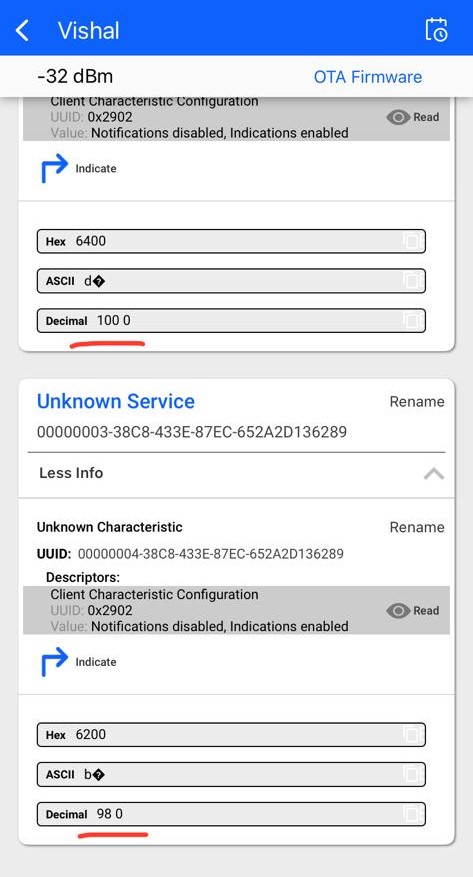 Vishal
-32 dBm OTA Firmware
Client Characteristic Configuration
UUID: 0x2902 Read
Value: Notifications disabled, Indications enabled
Indicate
Hex 6400
ASCII d�
Decimal 100 0
Unknown Service Rename
00000003-38C8-433E-87EC-652A2D136289
Less Info
Unknown Characteristic Rename
UUID: 00000004-38C8-433E-87EC-652A2D136289
Descriptors:
Client Characteristic Configuration
UUID: 0x2902 Read
Value: Notifications disabled, Indications enabled
Indicate
Hex 6200
ASCII b�
Decimal 98 0